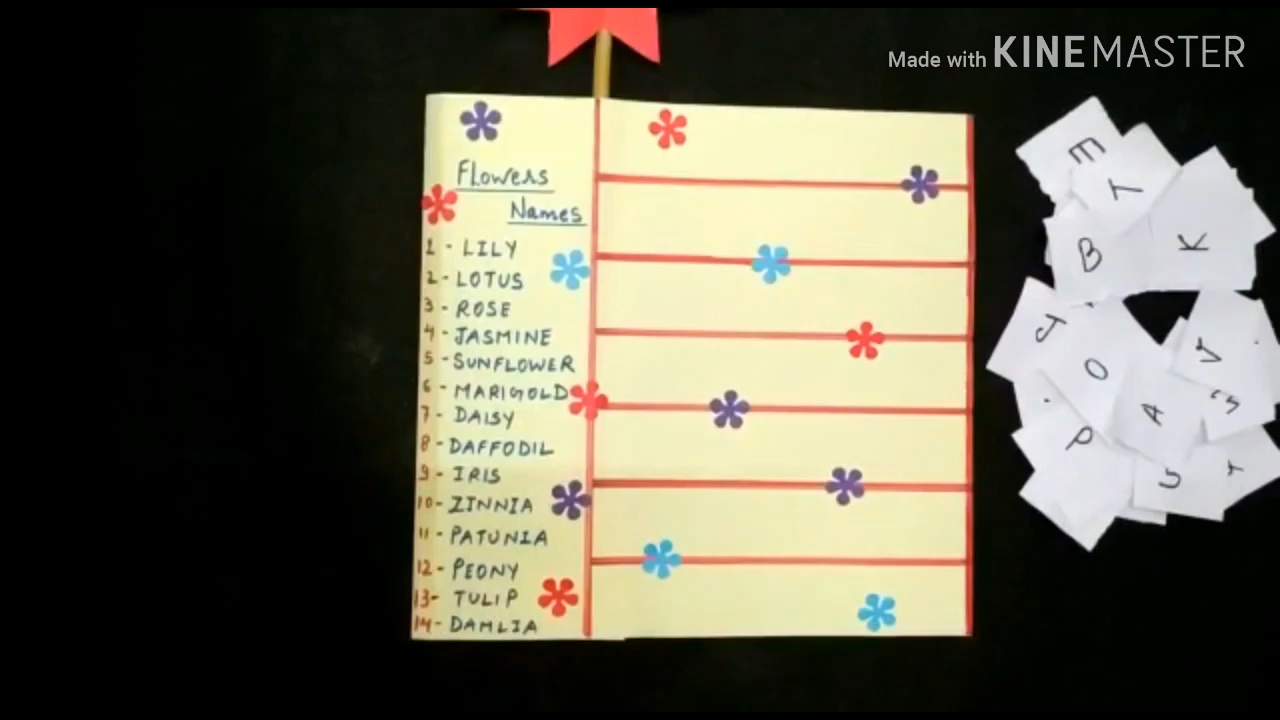 Made with KINEMASTER
Flowers
Names
1 - LILY
2 - LOTUS
3 - ROSE
4 - JASMINE
5 - SUNFLOWER
6 - MARIGOLD
7 - DAISY
8 - DAFFODIL
9 - IRIS
10 - ZINNIA
11 - PATUNIA
12 - PEONY
13 - TULIP
14 - DAHLIA
E
T
B
K
J
O
V
A
S
P
U
Y